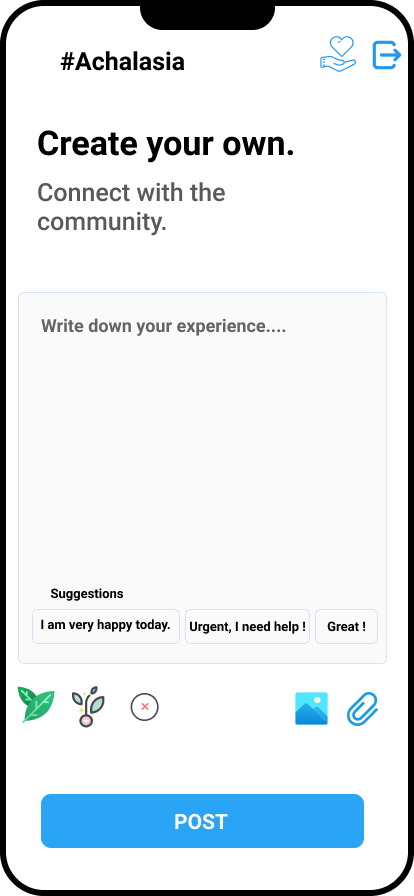 #Achalasia
Create your own.
Connect with the
community.
Write down your experience....
Suggestions
I am very happy today.
Urgent, I need help !
Great !
POST